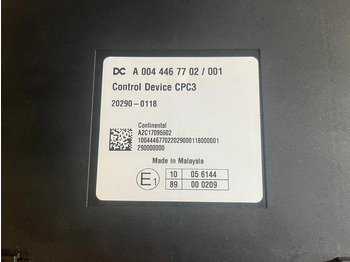 DC A 004 446 77 02 / 001
Control Device CPC3
20290-0118
Continental
A2C17095502
10044467702202900011800001
290000000
Made in Malaysia
E1
10 05 6144
89 00 0209